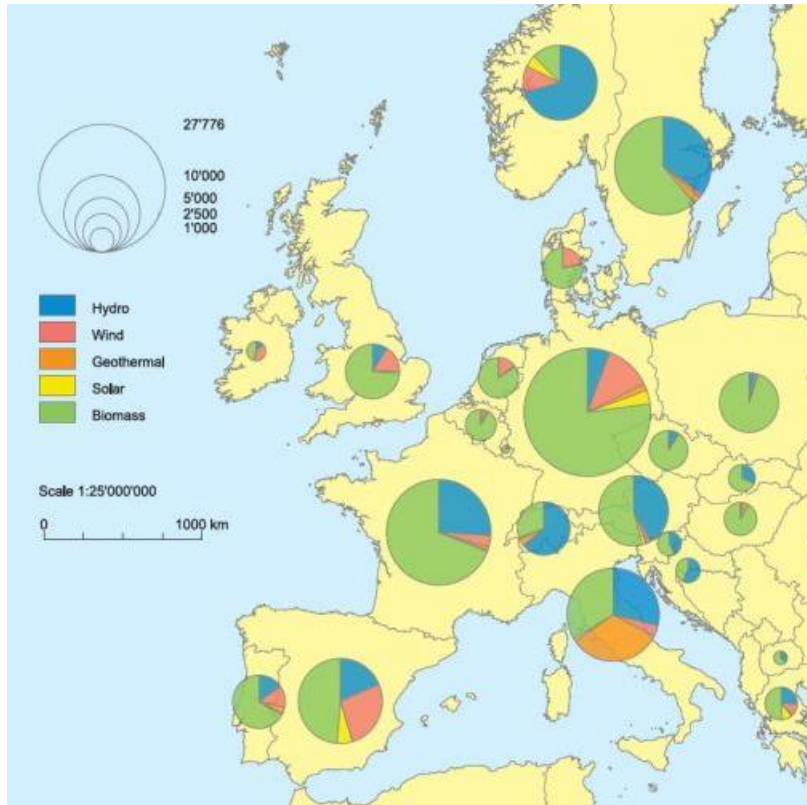 27'776
10'000
5'000
2'500
1'000
Hydro
Wind
Geothermal
Solar
Biomass
Scale 1:25'000'000
0 1000 km